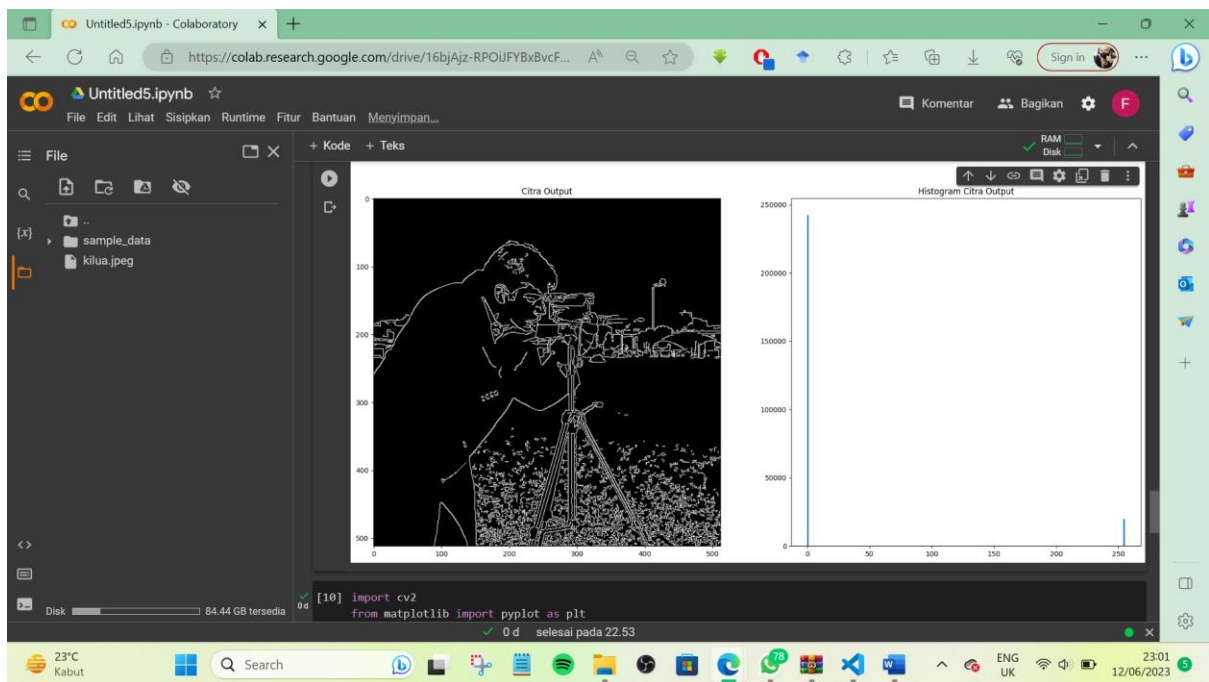 Untitled5.ipynb - Colaboratory
https://colab.research.google.com/drive/16bjAjz-RPOiJFYBxBvcF...
Sign in
Untitled5.ipynb
File Edit Lihat Sisipkan Runtime Fitur Bantuan Menyimpan...
Komentar Bagikan F
File
+ Kode + Teks
RAM
Disk
..
sample_data
kilua.jpeg
{x}
Citra Output
0
100
200
300
400
500
0 100 200 300 400 500
Histogram Citra Output
250000
200000
150000
100000
50000
0
0 50 100 150 200 250
[10] import cv2
from matplotlib import pyplot as plt
0 d
Disk 84.44 GB tersedia
0 d selesai pada 22.53
23°C
Kabut
Search
78
ENG
UK
23:01
12/06/2023
5